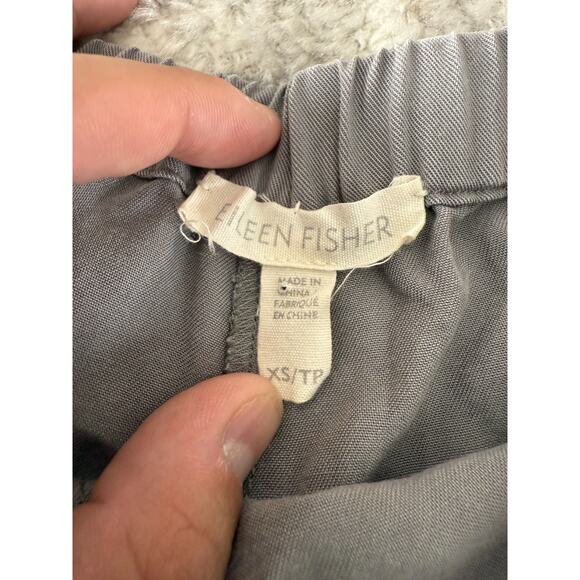 EILEEN FISHER
MADE IN
CHINA
FABRIQUÉ
EN CHINE
XS/TP